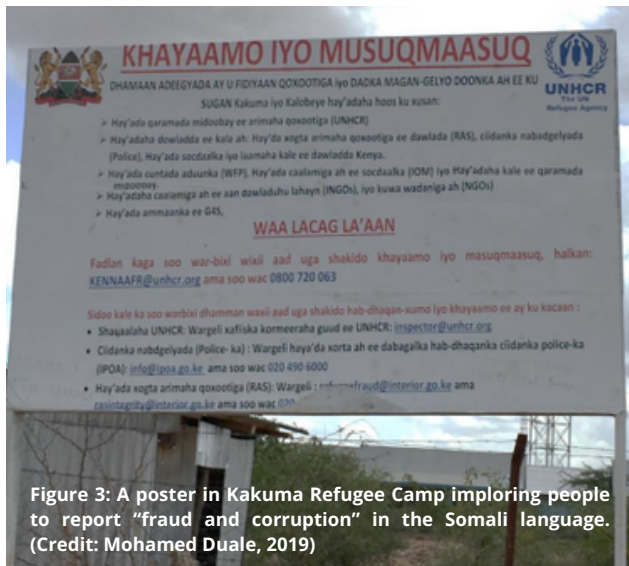 KHAYAAMO IYO MUSUQMAASUQ
UNHCR
The UN
Refugee Agency
DHAMAAN ADEEGYADA AY U FIDIYAAN QOXOOTIGA iyo DADKA MAGAN-GELYO DOONKA AH EE KU
SUGAN Kakuma iyo Kalobeye hay'adaha hoos ku xusan:
➢ Hay'ada qaramada midoobay ee arimaha qoxootiga (UNHCR)
➢ Hay'adaha dowladda ee kala ah: Hay'da xogta arimaha qoxootiga ee dawlada (RAS), ciidanka nabadgelyada
(Police), Hay'ada socdaalka iyo laamaha kale ee dawladda Kenya.
➢ Hay'ada cuntada aduunka (WFP), Hay'ada caalamiga ah ee socdaalka (IOM) iyo Hay'adaha kale ee qaramada
midoobay.
➢ Hay'adaha caalamiga ah ee aan dawladuhu lahayn (INGOs), iyo kuwa wadaniga ah (NGOs)
➢ Hay'ada ammaanka ee G4S,
WAA LACAG LA'AAN
Fadlan kaga soo war-bixi wixii aad uga shakido khayaamo iyo masuqmaasuq, halkan:
KENNAAFR@unhcr.org ama soo wac 0800 720 063
Sidoo kale ka soo warbixi dhamman waxii aad uga shakido hab-dhaqan-xumo iyo khayaamo ee ay ku kacaan :
• Shaqaalaha UNHCR: Wargeli xafiiska kormeeraha guud ee UNHCR: inspector@unhcr.org
• Ciidanka nabdgelyada (Police- ka) : Wargeli haya'da xorta ah ee dabagalka hab-dhaqanka ciidanka police-ka
(IPOA): info@ipoa.go.ke ama soo wac 020 490 6000
• Hay'ada xogta arimaha qoxootiga (RAS): Wargeli : refugeefraud@interior.go.ke ama
rasintegrity@interior.go.ke ama soo wac 020
Figure 3: A poster in Kakuma Refugee Camp imploring people
to report “fraud and corruption” in the Somali language.
(Credit: Mohamed Duale, 2019)